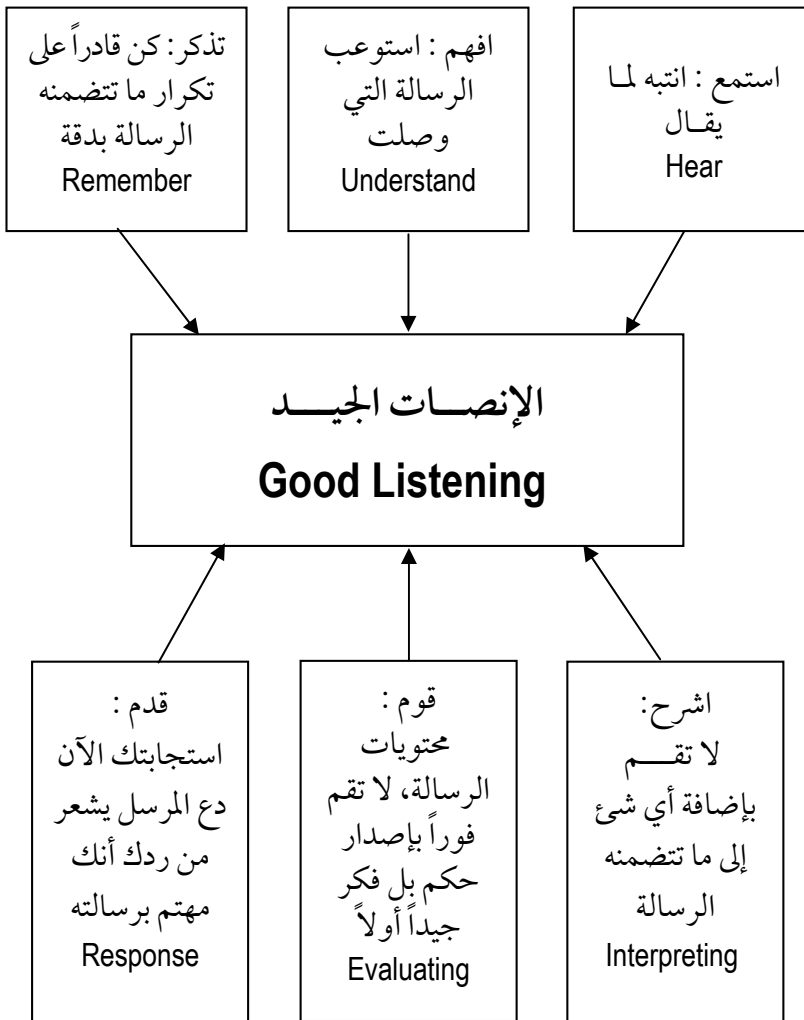 استمع : انتبه لما
يقال
Hear
افهم : استوعب
الرسالة التي
وصلت
Understand
تذكر: كن قادراً على
تكرار ما تتضمنه
الرسالة بدقة
Remember
الإنصات الجيد
Good Listening
اشرح:
لا تقم
بإضافة أي شئ
إلى ما تتضمنه
الرسالة
Interpreting
قوم :
محتويات
الرسالة، لا تقم
فوراً بإصدار
حكم بل فكر
جيداً أولاً
Evaluating
قدم :
استجابتك الآن
دع المرسل يشعر
من ردك أنك
مهتم برسالته
Response